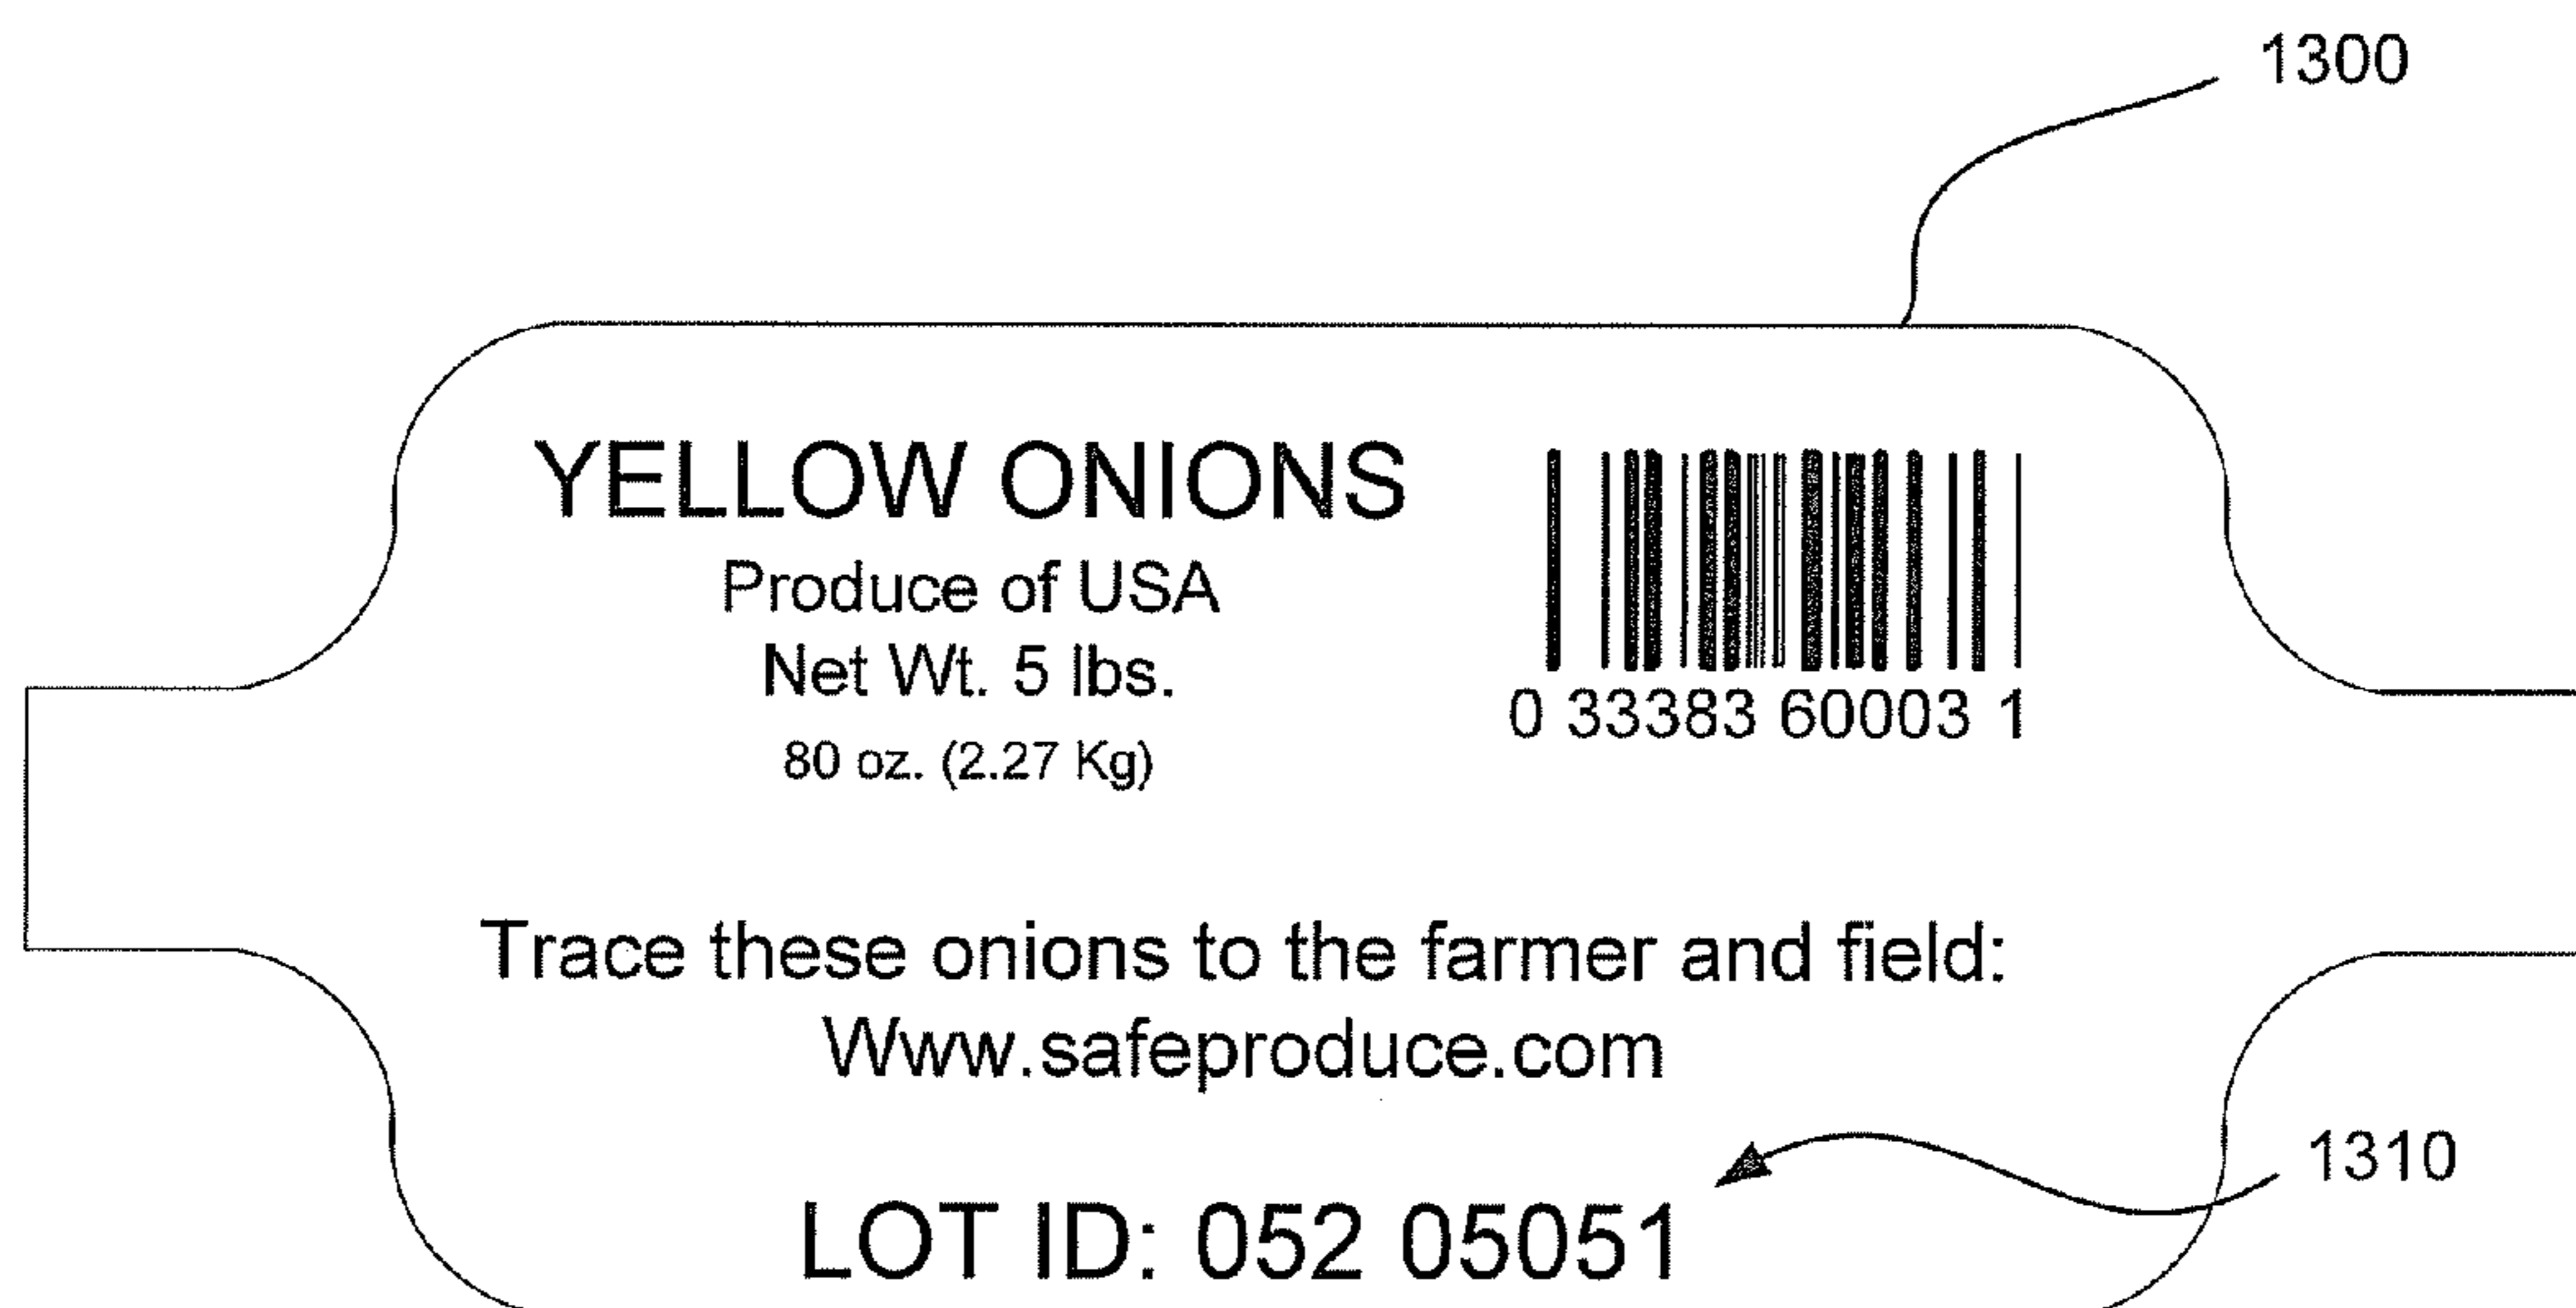 1300
YELLOW ONIONS
Produce of USA
Net Wt. 5 lbs.
80 oz. (2.27 Kg)
0 33383 60003 1
Trace these onions to the farmer and field:
Www.safeproduce.com
1310
LOT ID: 052 05051